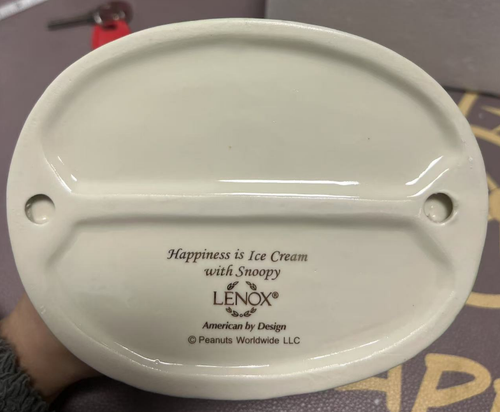 Happiness is Ice Cream
with Snoopy
LENOX®
American by Design
© Peanuts Worldwide LLC